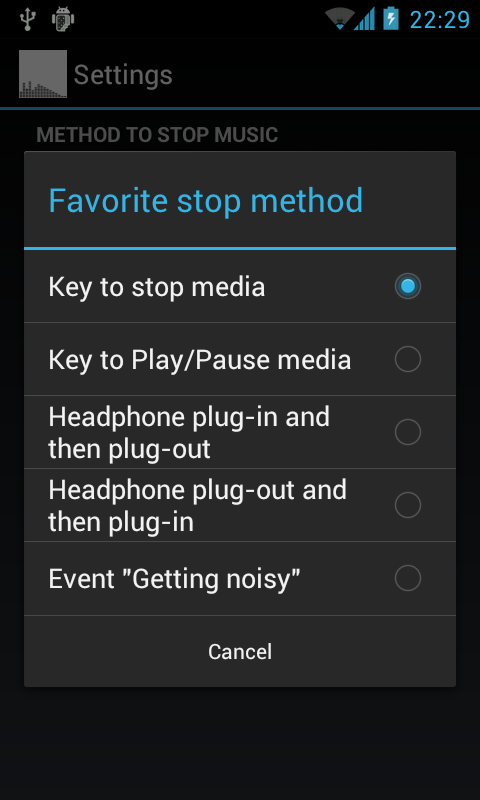 22:29
Settings
METHOD TO STOP MUSIC
Favorite stop method
Key to stop media
Key to Play/Pause media
Headphone plug-in and
then plug-out
Headphone plug-out and
then plug-in
Event "Getting noisy"
Cancel